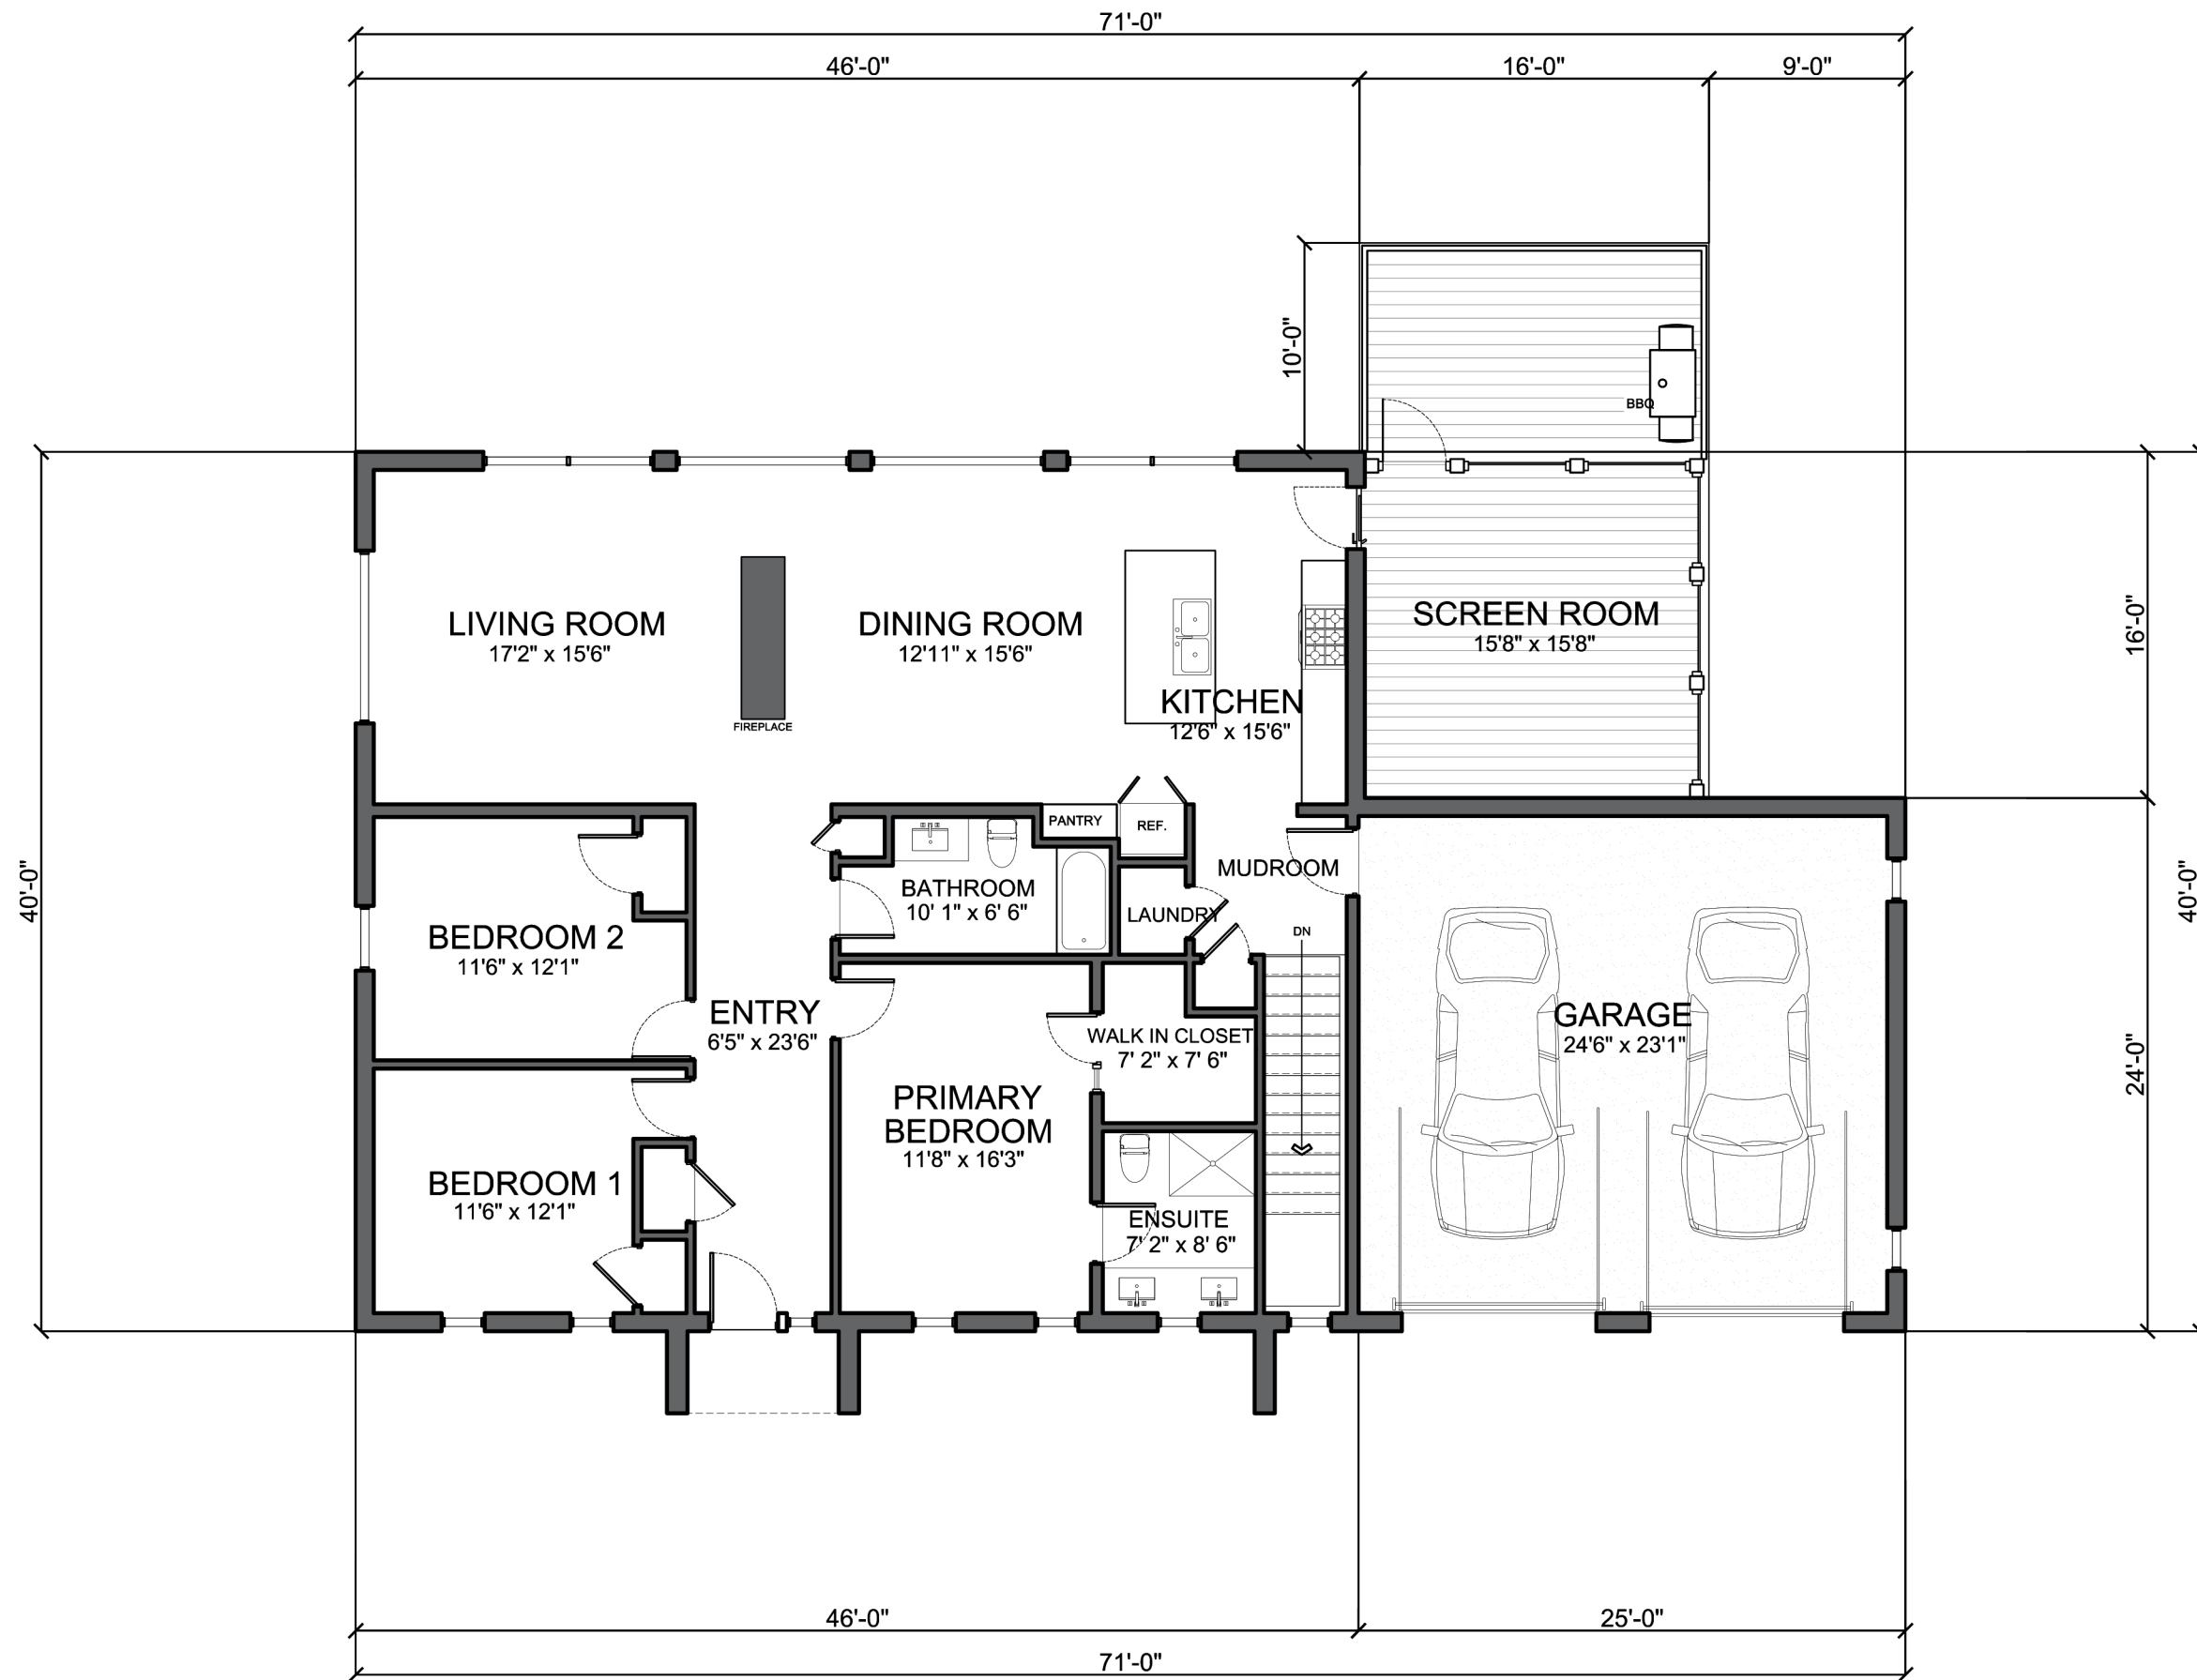 71'-0"
46'-0"
16'-0"
9'-0"
10'-0"
BBQ
40'-0"
LIVING ROOM
17'2" x 15'6"
FIREPLACE
DINING ROOM
12'11" x 15'6"
KITCHEN
12'6" x 15'6"
SCREEN ROOM
15'8" x 15'8"
16'-0"
40'-0"
24'-0"
PANTRY
REF.
MUDROOM
BATHROOM
10' 1" x 6' 6"
LAUNDRY
DN
BEDROOM 2
11'6" x 12'1"
ENTRY
6'5" x 23'6"
WALK IN CLOSET
7' 2" x 7' 6"
GARAGE
24'6" x 23'1"
PRIMARY
BEDROOM
11'8" x 16'3"
BEDROOM 1
11'6" x 12'1"
ENSUITE
7' 2" x 8' 6"
46'-0"
25'-0"
71'-0"